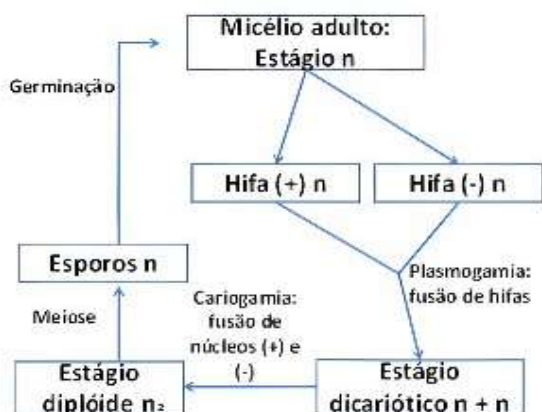 Micélio adulto:
Estágio n
Germinação
Hifa (+) n
Hifa (-) n
Esporos n
Plasmogamia:
fusão de hifas
Meiose
Cariogamia:
fusão de
núcleos (+) e
(-)
Estágio
diplóide n₂
Estágio
dicariótico n + n